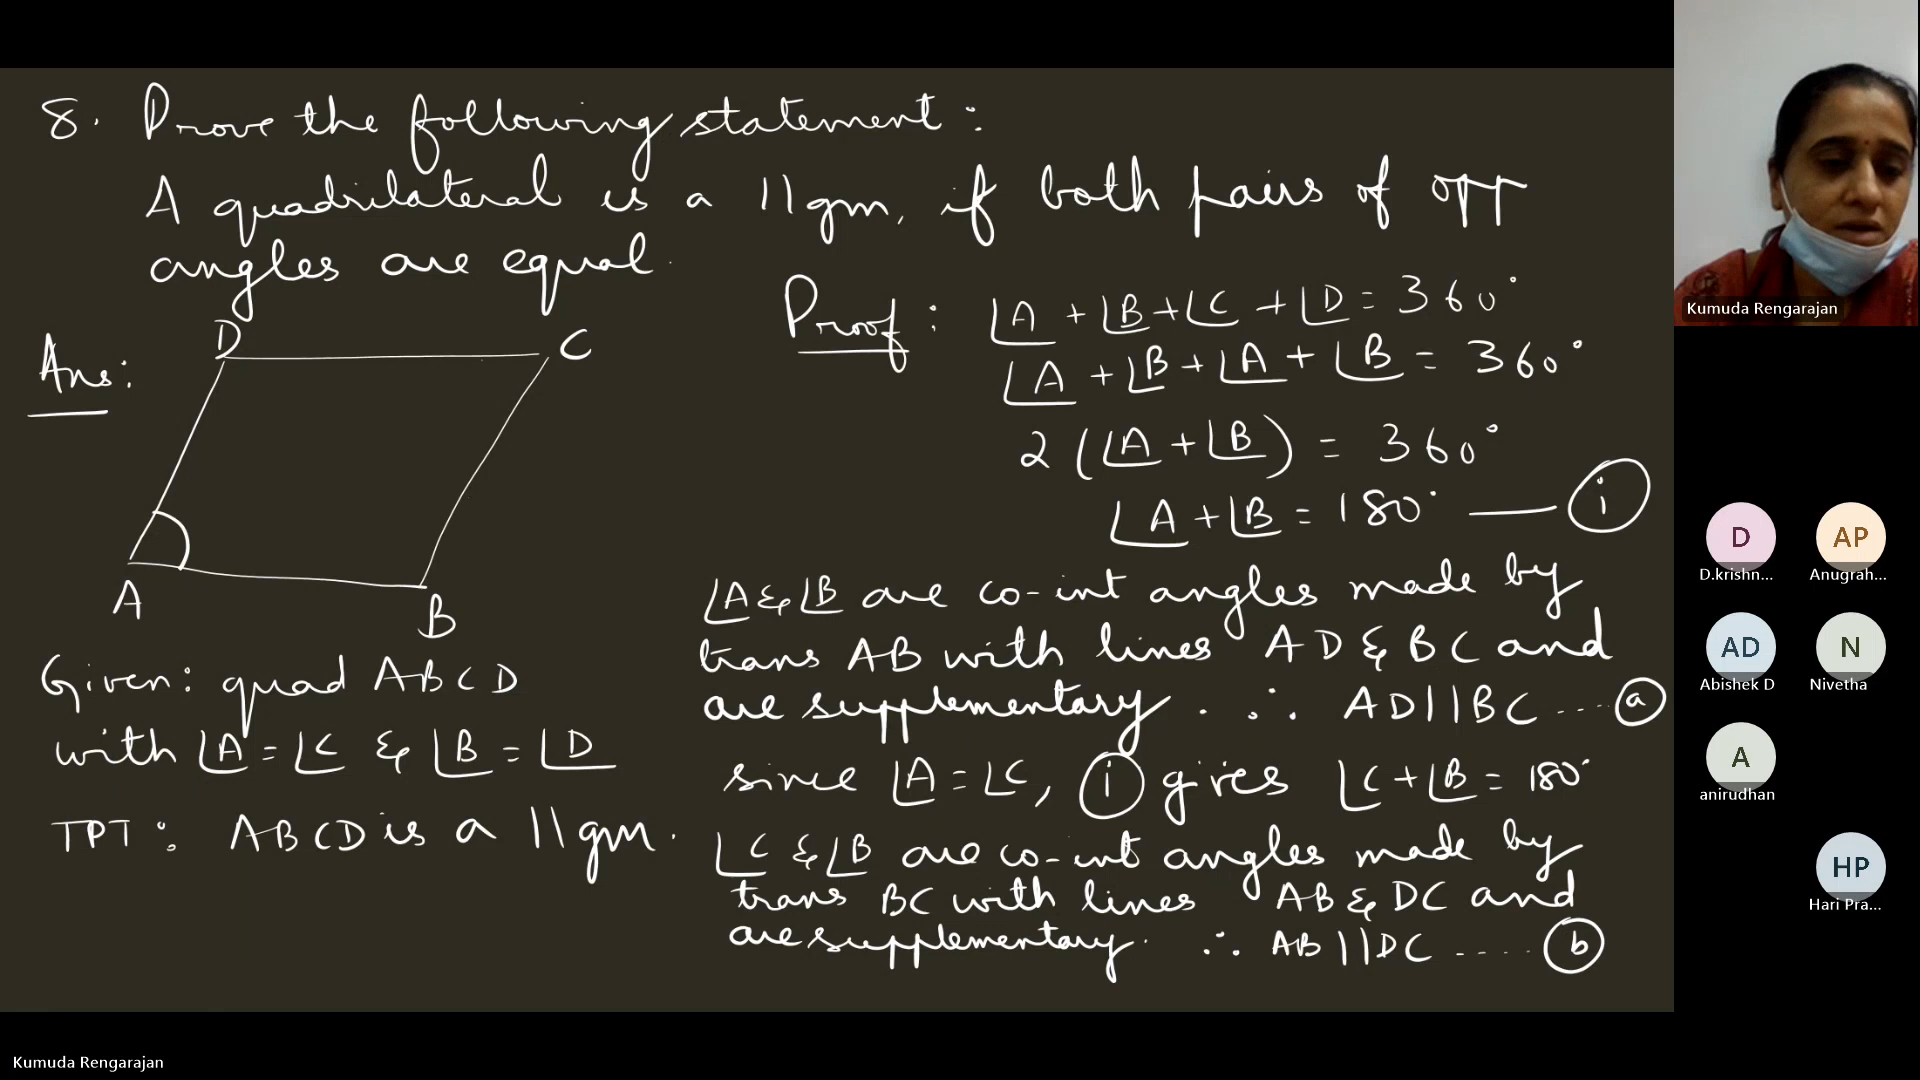 8. Prove the following statement:
A quadrilateral is a ||gm, if both pairs of opp
angles are equal.
Ans:
D
C
A
B
Given: quad ABCD
with ∠A = ∠C & ∠B = ∠D
TPT: ABCD is a ||gm.
Proof: ∠A + ∠B + ∠C + ∠D = 360°
∠A + ∠B + ∠A + ∠B = 360°
2 (∠A + ∠B) = 360°
∠A + ∠B = 180° — (i)
∠A & ∠B are co-int angles made by
trans AB with lines AD & BC and
are supplementary. ∴ AD||BC ... (a)
since ∠A = ∠C, (i) gives ∠C + ∠B = 180°
∠C & ∠B are co-int angles made by
trans BC with lines AB & DC and
are supplementary. ∴ AB||DC .... (b)
Kumuda Rengarajan
D
D.krishn...
AP
Anugrah...
AD
Abishek D
N
Nivetha
A
anirudhan
HP
Hari Pra...
Kumuda Rengarajan